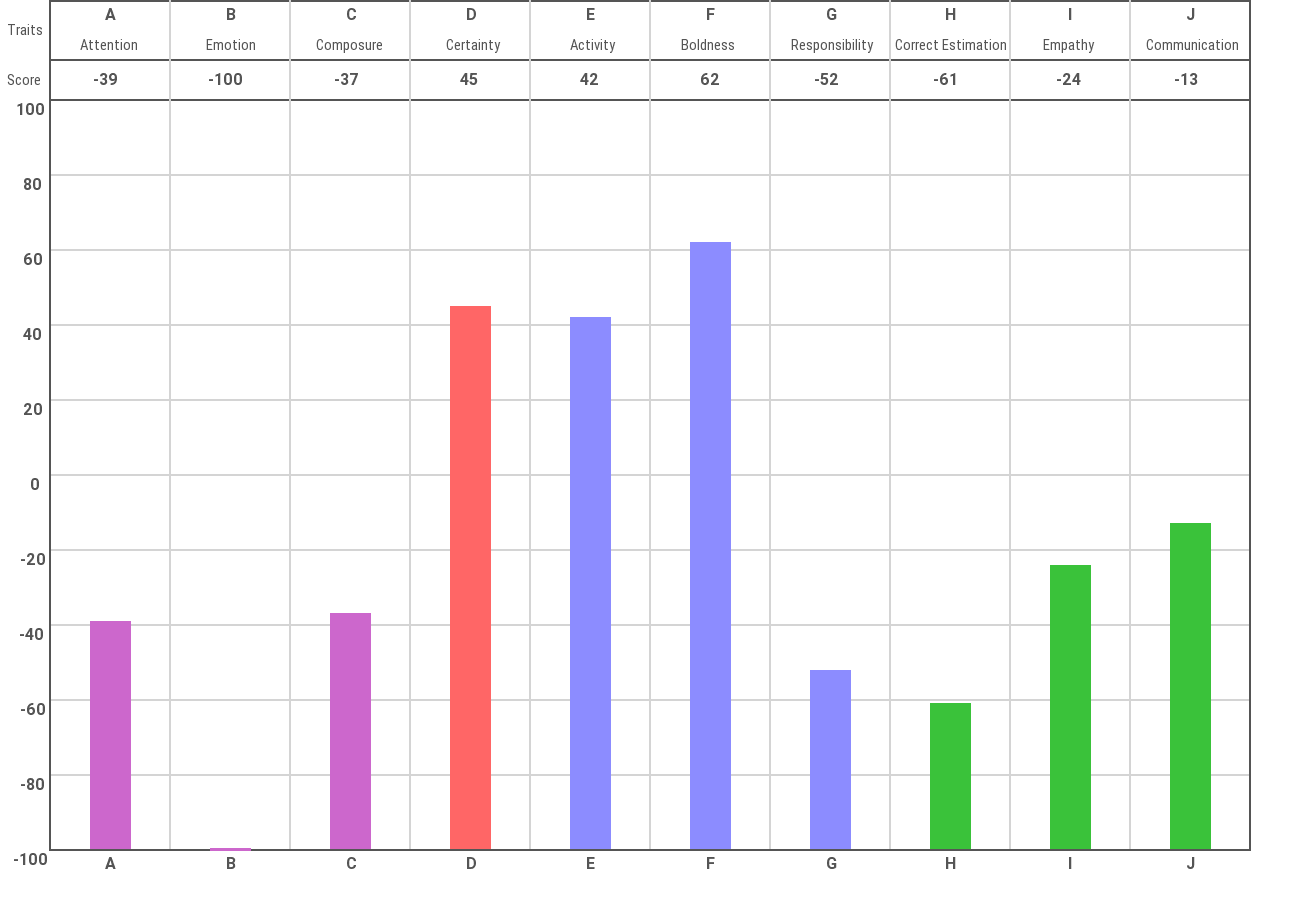 Traits A B C D E F G H I J
Attention Emotion Composure Certainty Activity Boldness Responsibility Correct Estimation Empathy Communication
Score -39 -100 -37 45 42 62 -52 -61 -24 -13
100
80
60
40
20
0
-20
-40
-60
-80
-100
A B C D E F G H I J